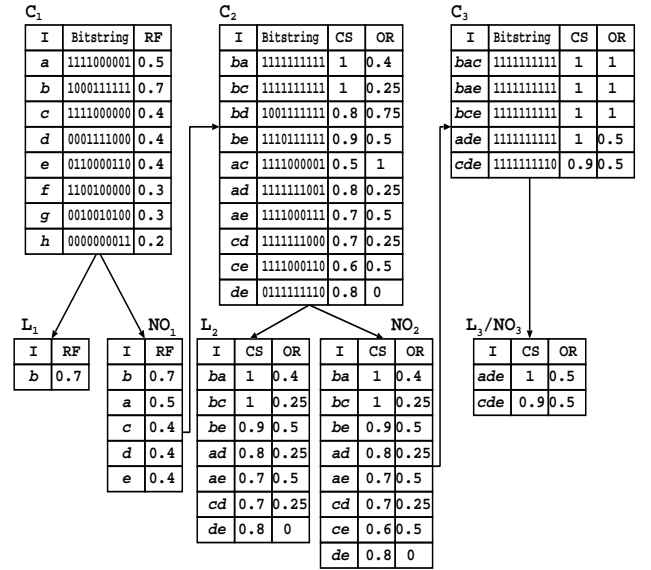 C1
I Bitstring RF
a 1111000001 0.5
b 1000111111 0.7
c 1111000000 0.4
d 0001111000 0.4
e 0110000110 0.4
f 1100100000 0.3
g 0010010100 0.3
h 0000000011 0.2
C2
I Bitstring CS OR
ba 1111111111 1 0.4
bc 1111111111 1 0.25
bd 1001111111 0.8 0.75
be 1110111111 0.9 0.5
ac 1111000001 0.5 1
ad 1111111001 0.8 0.25
ae 1111000111 0.7 0.5
cd 1111111000 0.7 0.25
ce 1111000110 0.6 0.5
de 0111111110 0.8 0
C3
I Bitstring CS OR
bac 1111111111 1 1
bae 1111111111 1 1
bce 1111111111 1 1
ade 1111111111 1 0.5
cde 1111111110 0.9 0.5
L1
I RF
b 0.7
NO1
I RF
b 0.7
a 0.5
c 0.4
d 0.4
e 0.4
L2
I CS OR
ba 1 0.4
bc 1 0.25
be 0.9 0.5
ad 0.8 0.25
ae 0.7 0.5
cd 0.7 0.25
de 0.8 0
NO2
I CS OR
ba 1 0.4
bc 1 0.25
be 0.9 0.5
ad 0.8 0.25
ae 0.7 0.5
cd 0.7 0.25
ce 0.6 0.5
de 0.8 0
L3/NO3
I CS OR
ade 1 0.5
cde 0.9 0.5